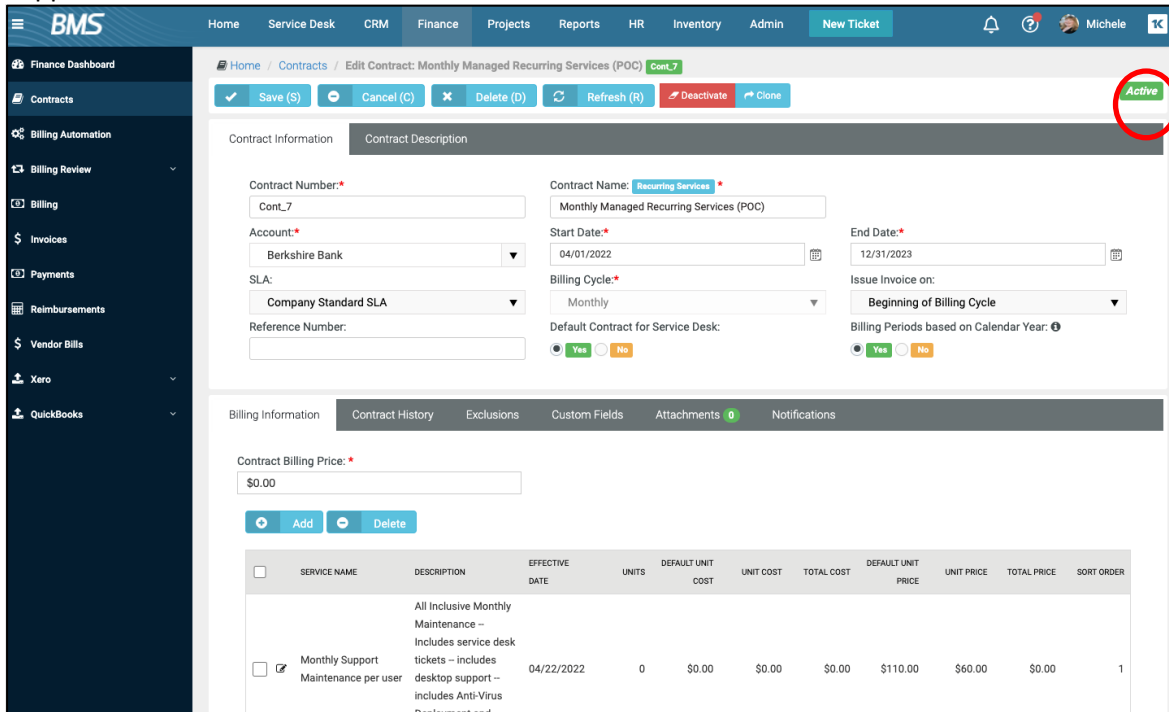 BMS Home Service Desk CRM Finance Projects Reports HR Inventory Admin New Ticket Michele 1K
Finance Dashboard
Contracts
Billing Automation
Billing Review
Billing
Invoices
Payments
Reimbursements
Vendor Bills
Xero
QuickBooks
Home / Contracts / Edit Contract: Monthly Managed Recurring Services (POC) Cont_7
Save (S) Cancel (C) Delete (D) Refresh (R) Deactivate Clone Active
Contract Information Contract Description
Contract Number:* Contract Name: Recurring Services *
Cont_7 Monthly Managed Recurring Services (POC)
Account:* Start Date:* End Date:*
Berkshire Bank 04/01/2022 12/31/2023
SLA: Billing Cycle:* Issue Invoice on:
Company Standard SLA Monthly Beginning of Billing Cycle
Reference Number: Default Contract for Service Desk: Billing Periods based on Calendar Year:
Yes No Yes No
Billing Information Contract History Exclusions Custom Fields Attachments 0 Notifications
Contract Billing Price: *
$0.00
Add Delete
SERVICE NAME DESCRIPTION EFFECTIVE DATE UNITS DEFAULT UNIT COST UNIT COST TOTAL COST DEFAULT UNIT PRICE UNIT PRICE TOTAL PRICE SORT ORDER
All Inclusive Monthly
Maintenance --
Includes service desk
Monthly Support tickets -- includes
04/22/2022 0 $0.00 $0.00 $0.00 $110.00 $60.00 $0.00 1
Maintenance per user desktop support --
includes Anti-Virus
Deployment and